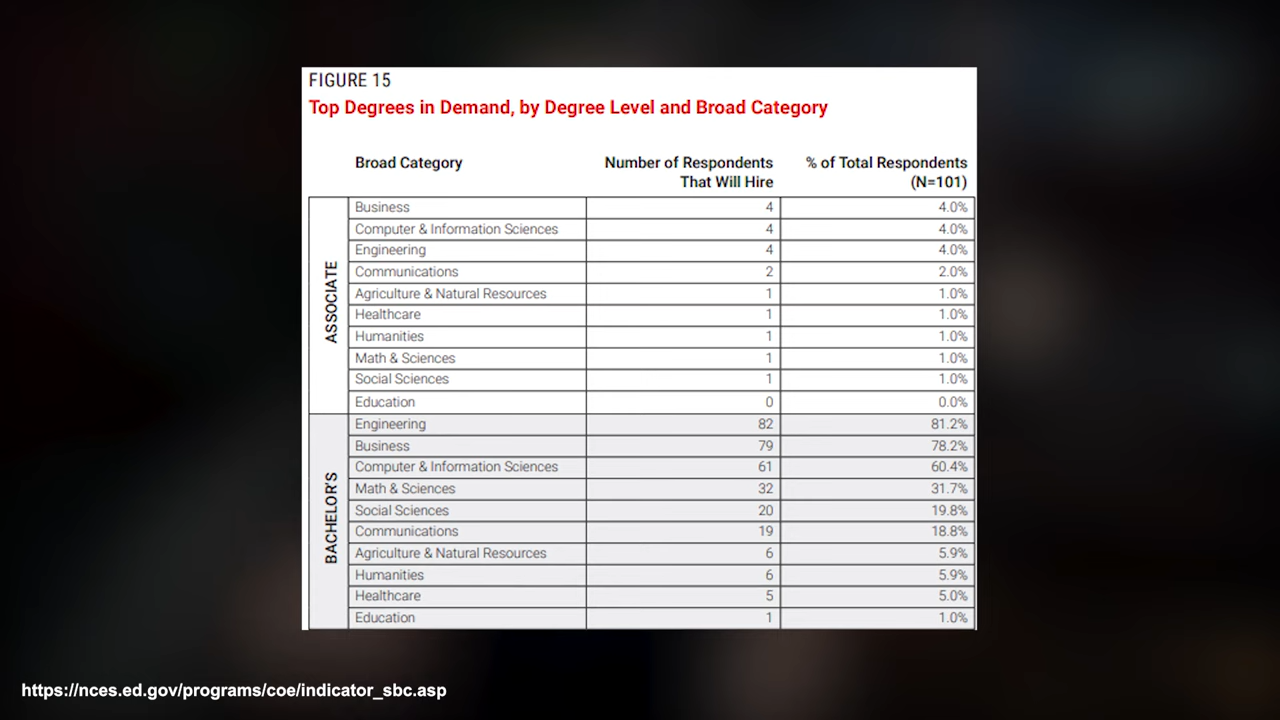 FIGURE 15
Top Degrees in Demand, by Degree Level and Broad Category
Broad Category Number of Respondents That Will Hire % of Total Respondents (N=101)
ASSOCIATE
Business 4 4.0%
Computer & Information Sciences 4 4.0%
Engineering 4 4.0%
Communications 2 2.0%
Agriculture & Natural Resources 1 1.0%
Healthcare 1 1.0%
Humanities 1 1.0%
Math & Sciences 1 1.0%
Social Sciences 1 1.0%
Education 0 0.0%
BACHELOR'S
Engineering 82 81.2%
Business 79 78.2%
Computer & Information Sciences 61 60.4%
Math & Sciences 32 31.7%
Social Sciences 20 19.8%
Communications 19 18.8%
Agriculture & Natural Resources 6 5.9%
Humanities 6 5.9%
Healthcare 5 5.0%
Education 1 1.0%
https://nces.ed.gov/programs/coe/indicator_sbc.asp